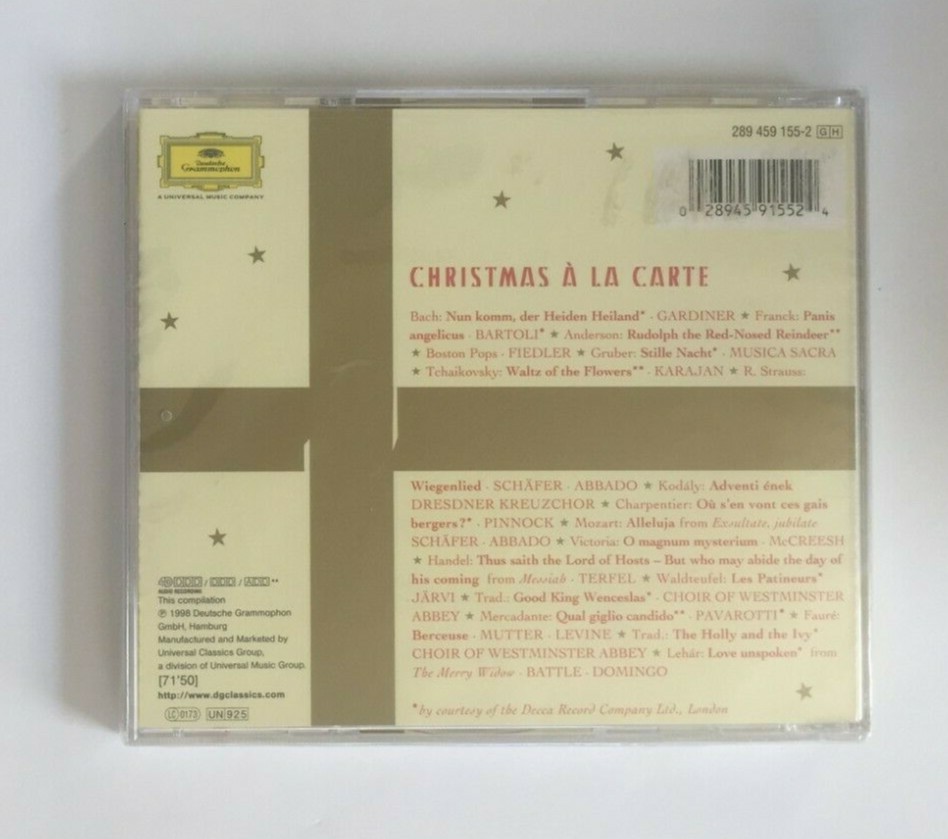 Deutsche
Grammophon
A UNIVERSAL MUSIC COMPANY
289 459 155-2 GH
0 28945 91552 4
CHRISTMAS À LA CARTE
Bach: Nun komm, der Heiden Heiland* · GARDINER ★ Franck: Panis
angelicus · BARTOLI* ★ Anderson: Rudolph the Red-Nosed Reindeer**
★ Boston Pops · FIEDLER ★ Gruber: Stille Nacht* · MUSICA SACRA
★ Tchaikovsky: Waltz of the Flowers** · KARAJAN ★ R. Strauss:
Wiegenlied · SCHÄFER · ABBADO ★ Kodály: Adventi ének
DRESDNER KREUZCHOR ★ Charpentier: Où s'en vont ces gais
bergers?* · PINNOCK ★ Mozart: Alleluja from Exsultate, jubilate
SCHÄFER · ABBADO ★ Victoria: O magnum mysterium · McCREESH
★ Handel: Thus saith the Lord of Hosts – But who may abide the day of
his coming from Messiah · TERFEL ★ Waldteufel: Les Patineurs*
JÄRVI ★ Trad.: Good King Wenceslas* · CHOIR OF WESTMINSTER
ABBEY ★ Mercadante: Qual giglio candido** · PAVAROTTI* ★ Fauré:
Berceuse · MUTTER · LEVINE ★ Trad.: The Holly and the Ivy*
CHOIR OF WESTMINSTER ABBEY ★ Lehár: Love unspoken* from
The Merry Widow · BATTLE · DOMINGO
*by courtesy of the Decca Record Company Ltd., London
4D DDD / DDD / ADD**
AUDIO RECORDING
This compilation
℗ 1998 Deutsche Grammophon
GmbH, Hamburg
Manufactured and Marketed by
Universal Classics Group,
a division of Universal Music Group.
[71'50]
http://www.dgclassics.com
LC 0173 UN 925